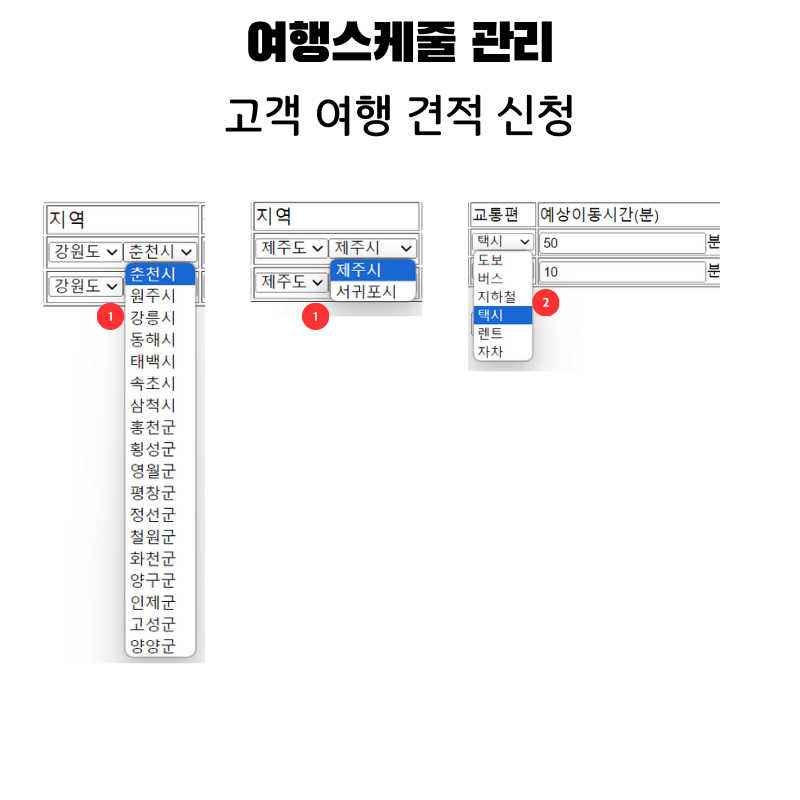 여행스케줄 관리
고객 여행 견적 신청
지역
강원도 춘천시
강원도
춘천시
원주시
강릉시
동해시
태백시
속초시
삼척시
홍천군
횡성군
영월군
평창군
정선군
철원군
화천군
양구군
인제군
고성군
양양군
1
지역
제주도 제주시
제주도
제주시
서귀포시
1
교통편 예상이동시간(분)
택시 50 분
10 분
도보
버스
지하철
택시
렌트
자차
2